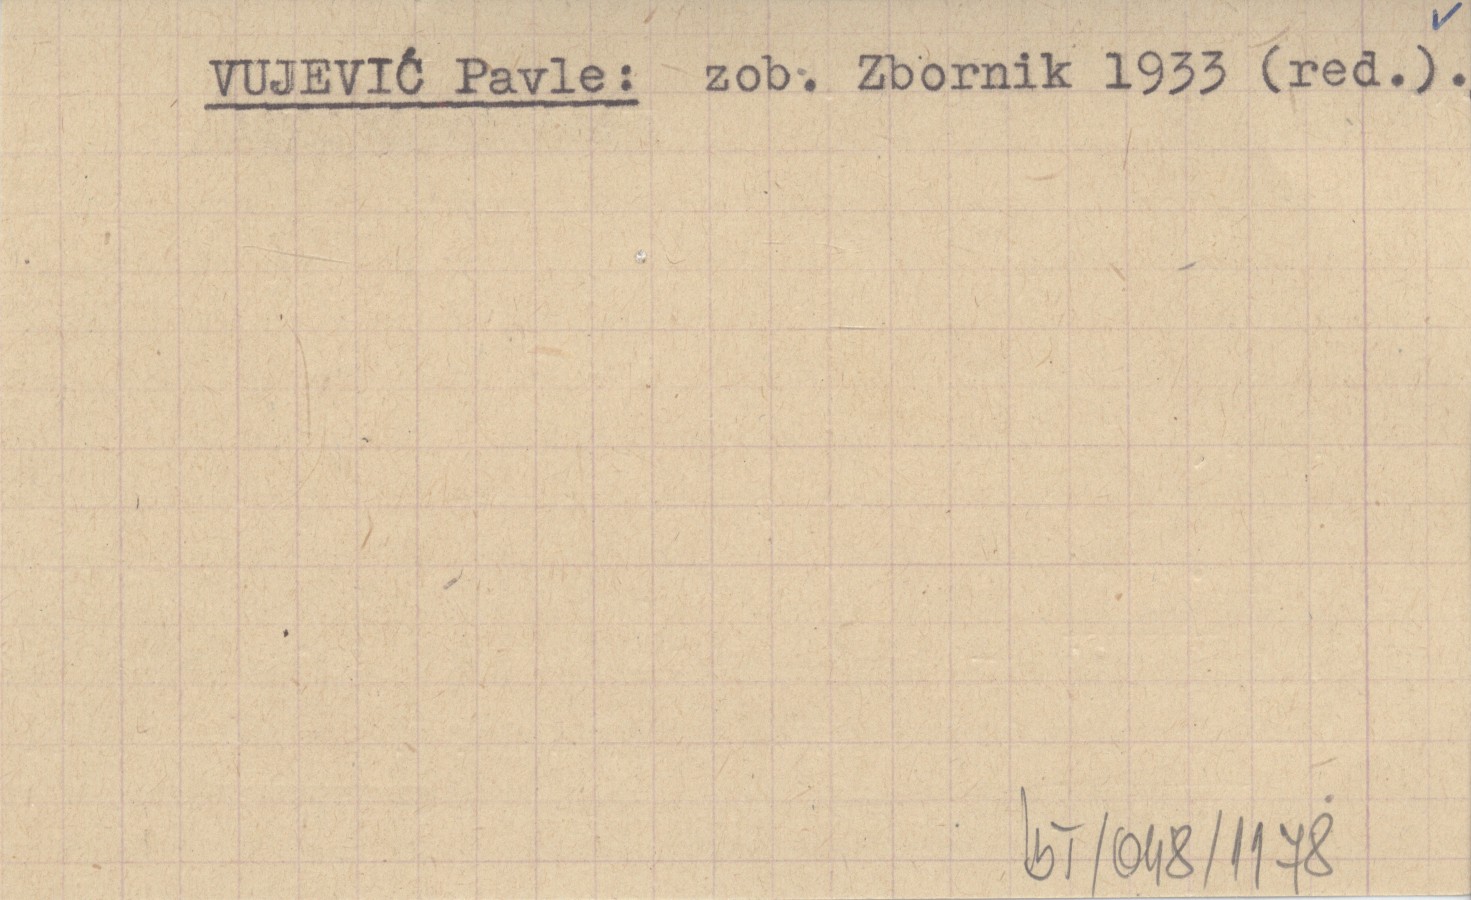 VUJEVIĆ Pavle: zob. Zbornik 1933 (red.).
bT/048/1178